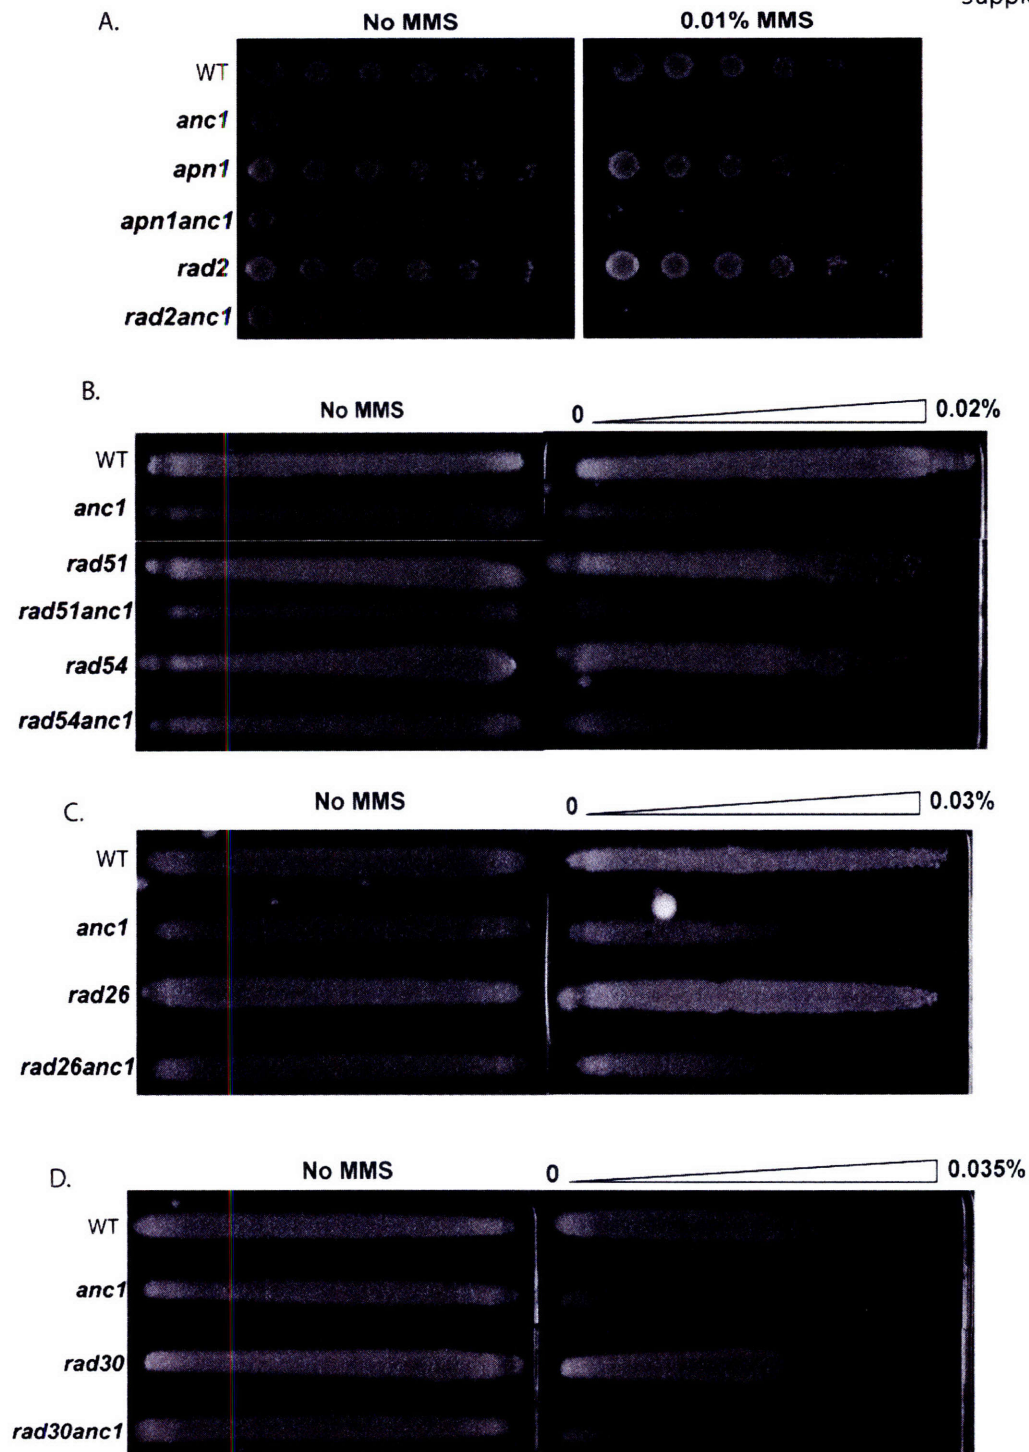 supple
A.
No MMS
0.01% MMS
WT
anc1
apn1
apn1anc1
rad2
rad2anc1
B.
No MMS
0
0.02%
WT
anc1
rad51
rad51anc1
rad54
rad54anc1
C.
No MMS
0
0.03%
WT
anc1
rad26
rad26anc1
D.
No MMS
0
0.035%
WT
anc1
rad30
rad30anc1